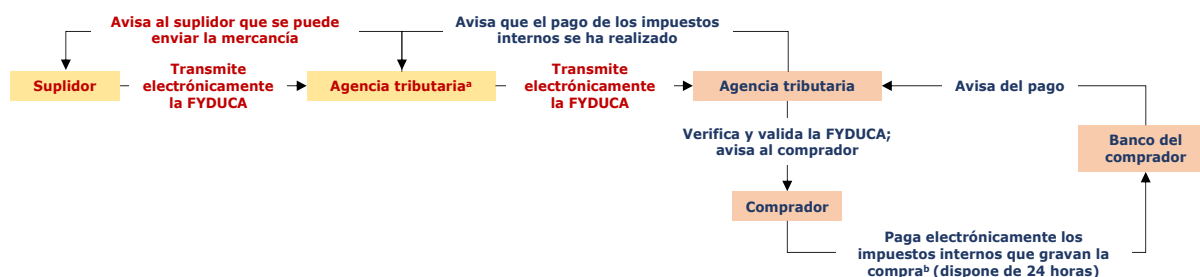 Avisa al suplidor que se puede
enviar la mercancía
Avisa que el pago de los impuestos
internos se ha realizado
Suplidor
Transmite
electrónicamente
la FYDUCA
Agencia tributariaª
Transmite
electrónicamente
la FYDUCA
Agencia tributaria
Avisa del pago
Verifica y valida la FYDUCA;
avisa al comprador
Banco del
comprador
Comprador
Paga electrónicamente los
impuestos internos que gravan la
compraᵇ (dispone de 24 horas)